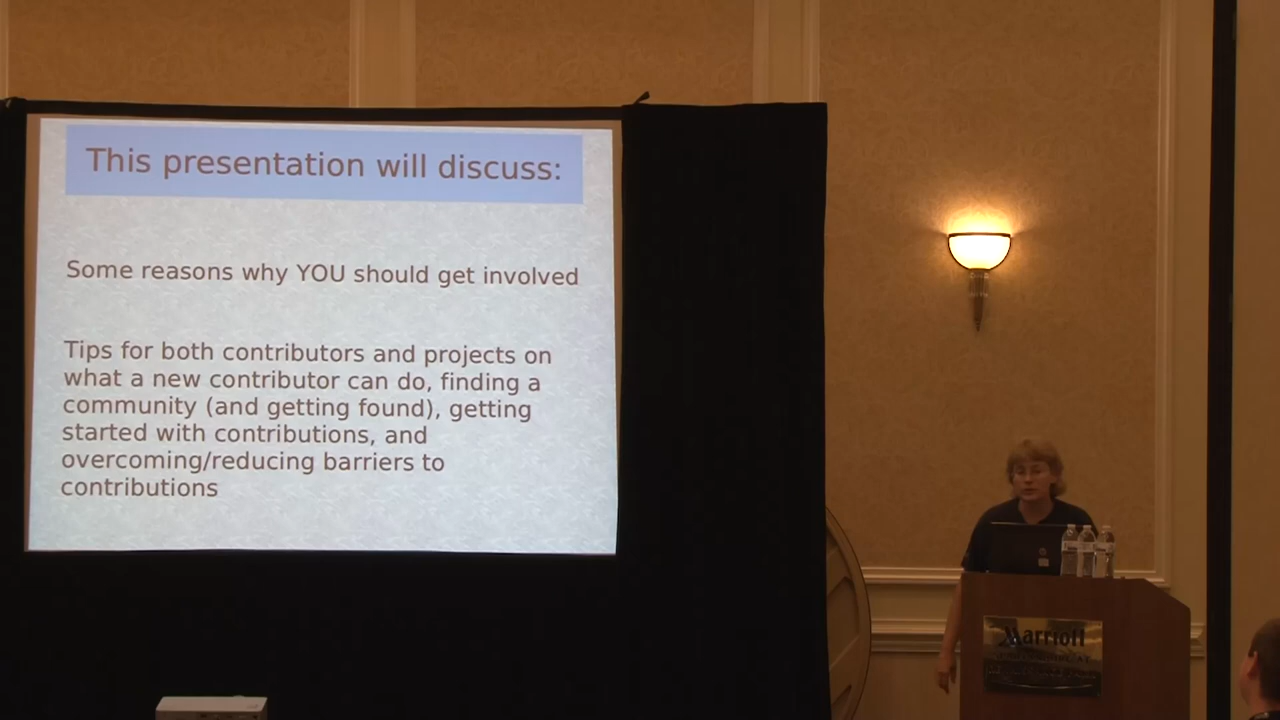 This presentation will discuss:
Some reasons why YOU should get involved
Tips for both contributors and projects on
what a new contributor can do, finding a
community (and getting found), getting
started with contributions, and
overcoming/reducing barriers to
contributions
Marriott